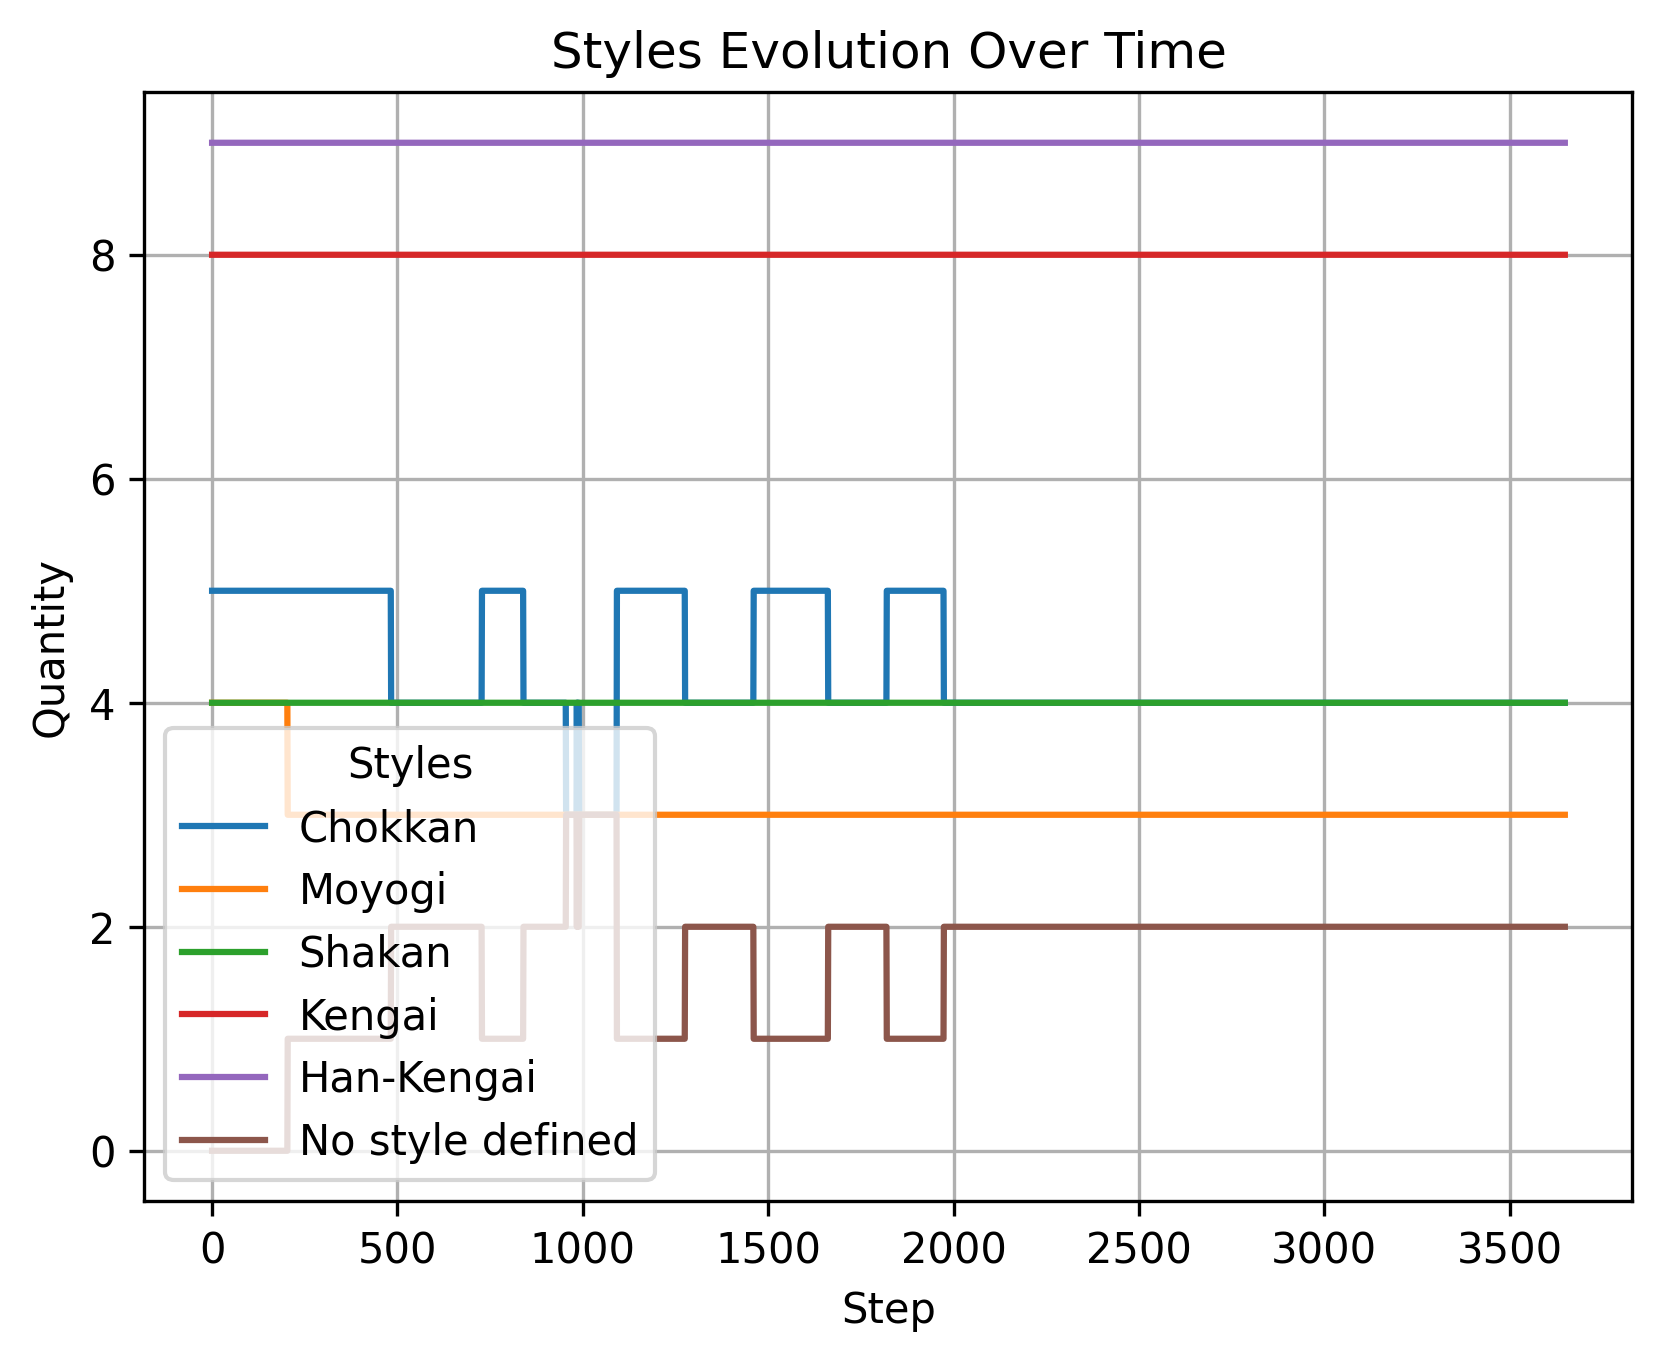 Styles Evolution Over Time
Quantity
8
6
4
2
0
Styles
Chokkan
Moyogi
Shakan
Kengai
Han-Kengai
No style defined
0 500 1000 1500 2000 2500 3000 3500
Step